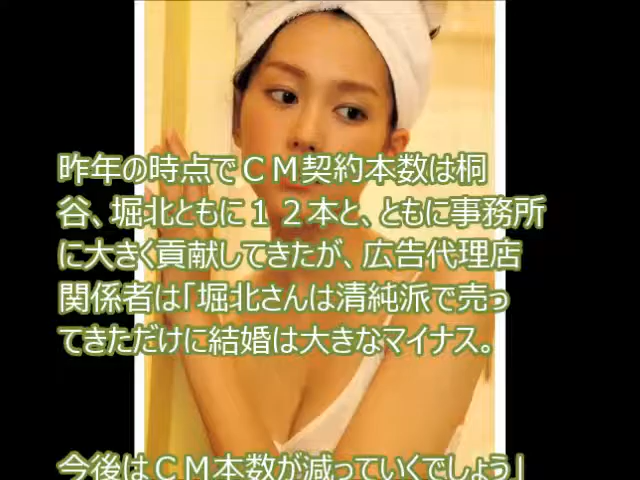 昨年の時点でＣＭ契約本数は桐
谷、堀北ともに１２本と、ともに事務所
に大きく貢献してきたが、広告代理店
関係者は「堀北さんは清純派で売っ
てきただけに結婚は大きなマイナス。
今後はＣＭ本数が減っていくでしょう」